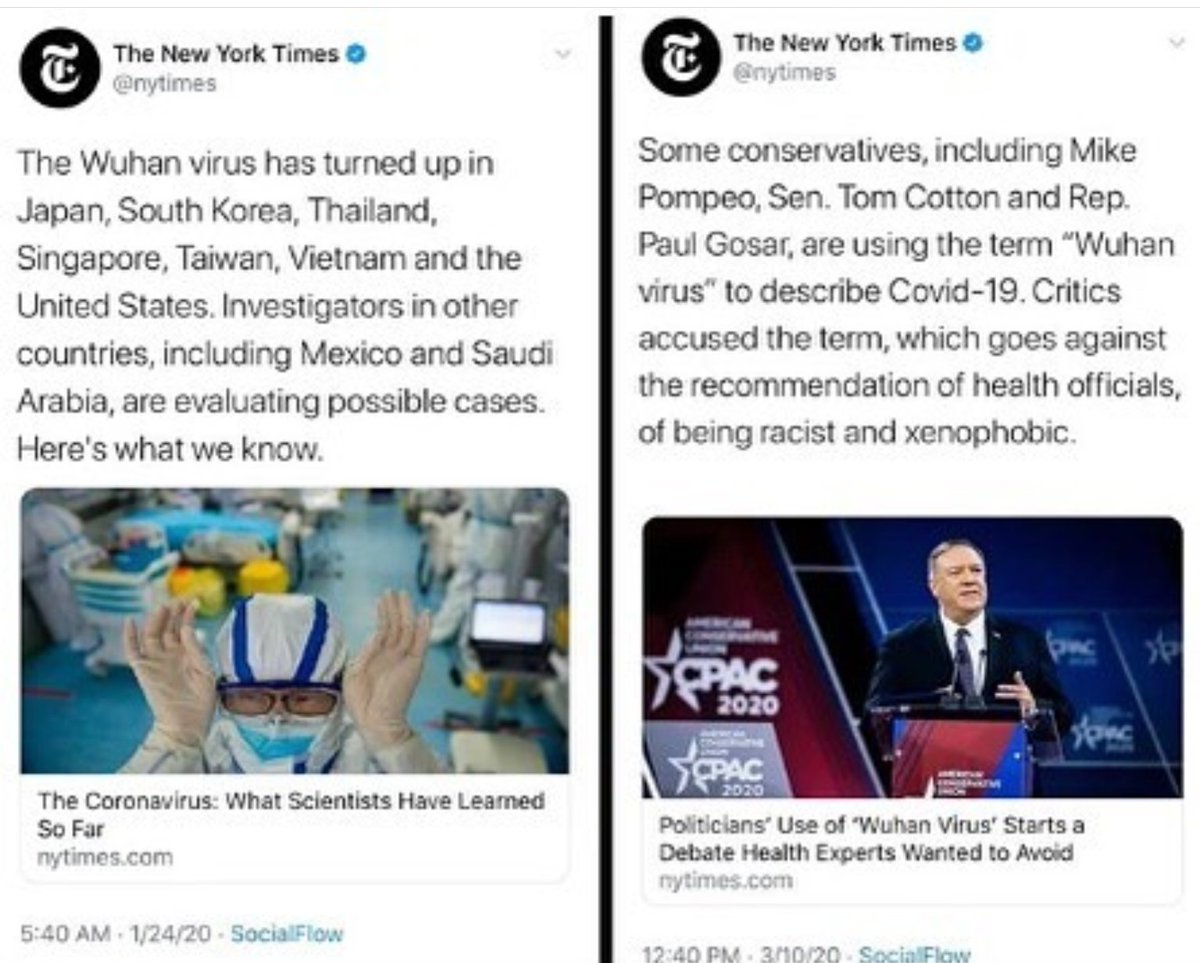 The New York Times
@nytimes
The Wuhan virus has turned up in
Japan, South Korea, Thailand,
Singapore, Taiwan, Vietnam and the
United States. Investigators in other
countries, including Mexico and Saudi
Arabia, are evaluating possible cases.
Here's what we know.
The Coronavirus: What Scientists Have Learned
So Far
nytimes.com
5:40 AM · 1/24/20 · SocialFlow
The New York Times
@nytimes
Some conservatives, including Mike
Pompeo, Sen. Tom Cotton and Rep.
Paul Gosar, are using the term “Wuhan
virus” to describe Covid-19. Critics
accused the term, which goes against
the recommendation of health officials,
of being racist and xenophobic.
AMERICAN
CONSERVATIVE
UNION
CPAC
2020
AMERICAN
CONSERVATIVE
UNION
CPAC
2020
CPAC
CPAC
AMERICAN
CONSERVATIVE
UNION
Politicians’ Use of ‘Wuhan Virus’ Starts a
Debate Health Experts Wanted to Avoid
nytimes.com
12:40 PM · 3/10/20 · SocialFlow